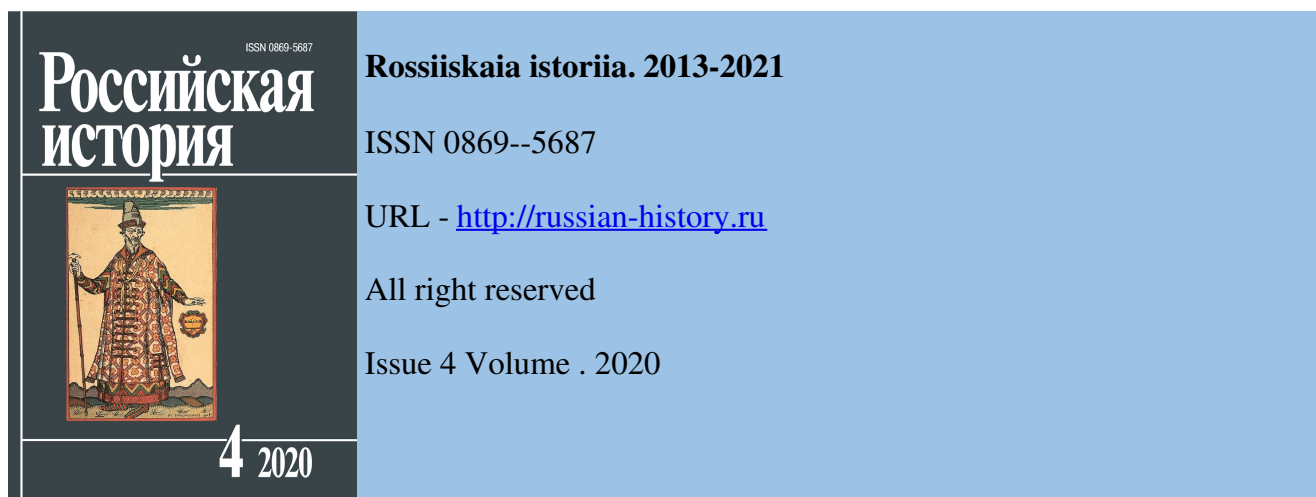 ISSN 0869-5687
Российская
история
4 2020
Rossiiskaia istoriia. 2013-2021
ISSN 0869--5687
URL - http://russian-history.ru
All right reserved
Issue 4 Volume . 2020